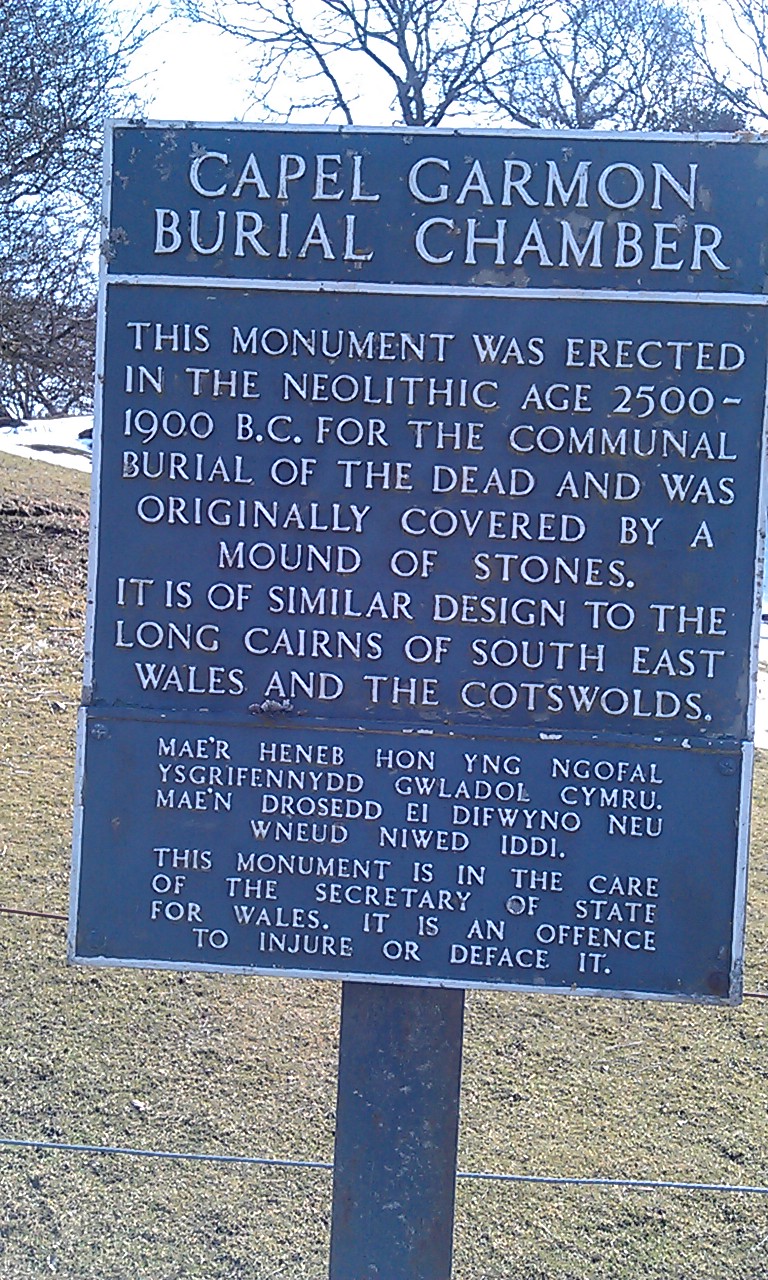 CAPEL GARMON
BURIAL CHAMBER
THIS MONUMENT WAS ERECTED
IN THE NEOLITHIC AGE 2500-
1900 B.C. FOR THE COMMUNAL
BURIAL OF THE DEAD AND WAS
ORIGINALLY COVERED BY A
MOUND OF STONES.
IT IS OF SIMILAR DESIGN TO THE
LONG CAIRNS OF SOUTH EAST
WALES AND THE COTSWOLDS.
MAE'R HENEB HON YNG NGOFAL
YSGRIFENNYDD GWLADOL CYMRU.
MAE'N DROSEDD EI DIFWYNO NEU
WNEUD NIWED IDDI.
THIS MONUMENT IS IN THE CARE
OF THE SECRETARY OF STATE
FOR WALES. IT IS AN OFFENCE
TO INJURE OR DEFACE IT.